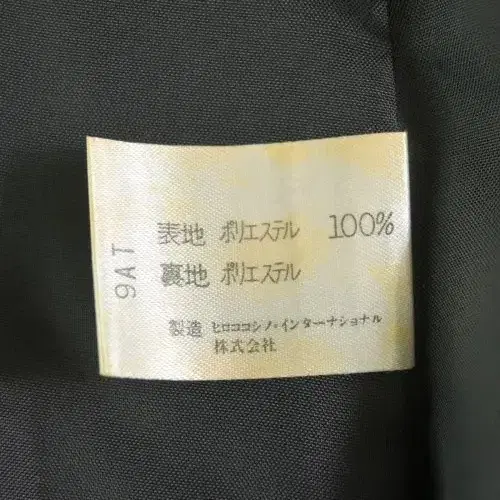 表地 ポリエステル 100%
裏地 ポリエステル
製造 ヒロココシノ・インターナショナル
株式会社
9AT